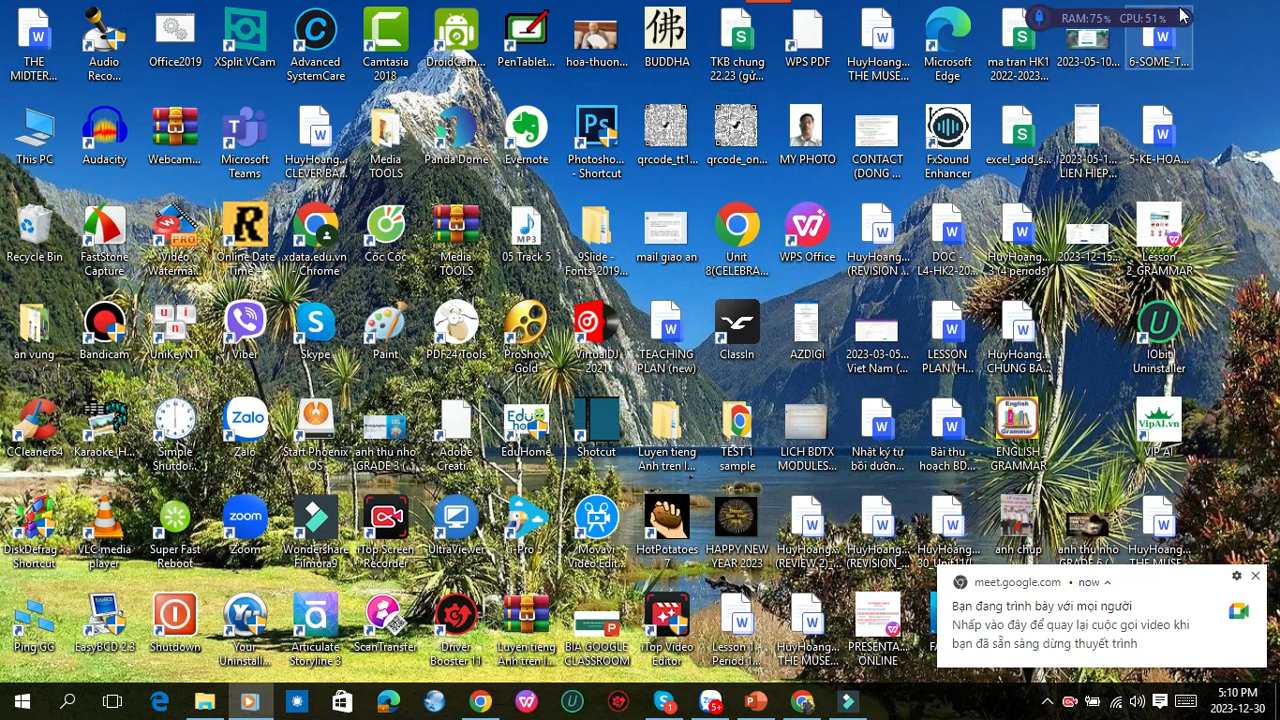 RAM:75% CPU: 51%
THE MIDTER...
Audio Reco...
Office2019
XSplit VCam
Advanced SystemCare
Camtasia 2018
DroidCam...
PenTablet...
hoa-thuon...
佛
BUDDHA
TKB chung 22.23 (gử...
WPS PDF
HuyHoang... THE MUSE...
Microsoft Edge
ma tran HK1 2022-2023...
2023-05-10...
6-SOME-T...
This PC
Audacity
Webcam...
Microsoft Teams
HuyHoang... CLEVER BA...
Media TOOLS
Panda Dome
Evernote
Photosho... - Shortcut
qrcode_tt1...
qrcode_on...
MY PHOTO
CONTACT (DONG ...
FxSound Enhancer
excel_add_s...
2023-05-1... LIEN HIEP...
5-KE-HOA...
Recycle Bin
FastStone Capture
Video Waterma...
Online Date Time ...
xdata.edu.vn - Chrome
Cốc Cốc
Media TOOLS
05 Track 5
9Slide - Fonts-2019...
mail giao an
Unit 8(CELEBRA...
WPS Office
HuyHoang... (REVISION ...
DOC - L4-HK2-20...
HuyHoang... 3 (4 periods)
2023-12-15...
Lesson 2_GRAMMAR
an vung
Bandicam
UniKeyNT
Viber
Skype
Paint
PDF24 Tools
ProShow Gold
VirtualDJ 2021
TEACHING PLAN (new)
ClassIn
AZDIGI
2023-03-05... Viet Nam (...
LESSON PLAN (H...
HuyHoang... CHUNG BA...
IObit Uninstaller
CCleaner64
Karaoke_H...
Simple Shutdo...
Zalo
Start Phoenix OS
anh thu nho GRADE 3 (...
Adobe Creati...
EduHome
Shotcut
Luyen tieng Anh tren I...
TEST 1 sample
LICH BDTX MODULES...
Nhật ký tự bồi dưỡn...
Bài thu hoạch BD...
ENGLISH GRAMMAR
VIP AI
DiskDefrag Shortcut
VLC media player
Super Fast Reboot
Zoom
Wondershare Filmora9
iTop Screen Recorder
UltraViewer
i-Pro 5
Movavi Video Edit...
HotPotatoes 7
HAPPY NEW YEAR 2023
HuyHoang... (REVIEW 2)-...
HuyHoang... (REVISION_...
HuyHoang... 30_Unit11(L...
anh chup
anh thu nho GRADE 6 (...
HuyHoang... THE MUSE...
Ping GG
EasyBCD 2.3
Shutdown
Your Uninstall...
Articulate Storyline 3
ScanTransfer
Driver Booster 11
Luyen tieng Anh tren I...
BIA GOOGLE CLASSROOM
iTop Video Editor
Lesson 1 - Period 1...
HuyHoang... THE MUSE...
PRESENTA... ONLINE
meet.google.com • now
Bạn đang trình bày với mọi người
Nhấp vào đây để quay lại cuộc gọi video khi
bạn đã sẵn sàng dừng thuyết trình
5:10 PM
2023-12-30